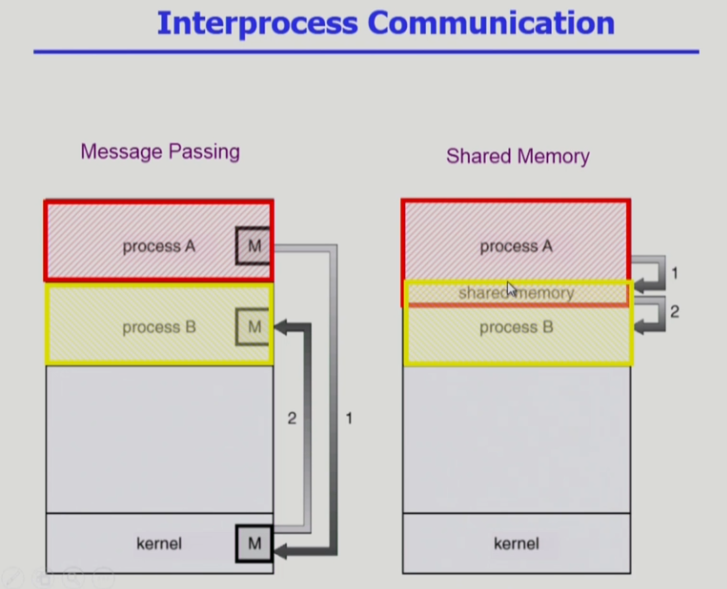 Interprocess Communication
Message Passing
process A
M
process B
M
2
1
kernel
M
Shared Memory
process A
1
shared memory
2
process B
kernel